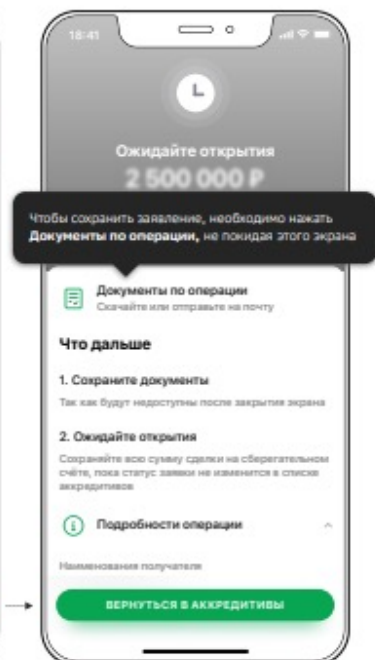 18:41
Ожидайте открытия
2 500 000 ₽
Чтобы сохранить заявление, необходимо нажать
Документы по операции, не покидая этого экрана
Документы по операции
Скачайте или отправьте на почту
Что дальше
1. Сохраните документы
Так как будут недоступны после закрытия экрана
2. Ожидайте открытия
Сохраняйте всю сумму сделки на сберегательном
счёте, пока статус заявки не изменится в списке
аккредитивов
Подробности операции
Наименования получателя
ВЕРНУТЬСЯ В АККРЕДИТИВЫ